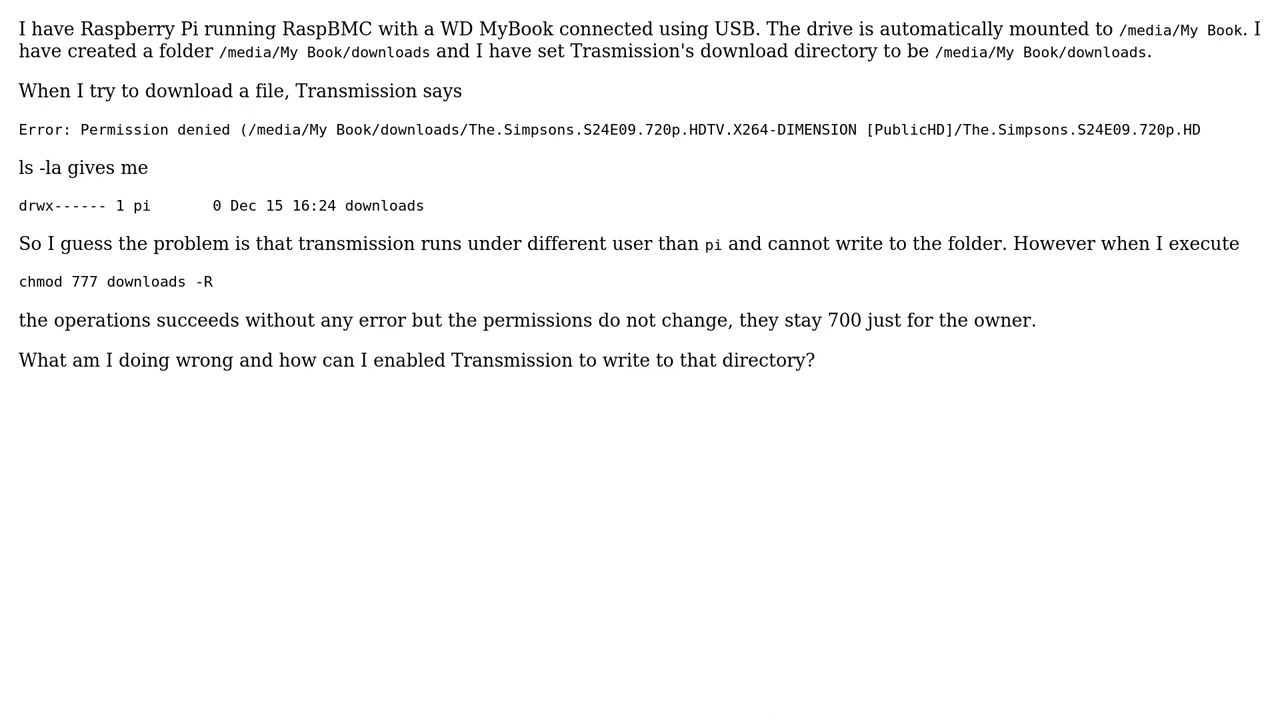 I have Raspberry Pi running RaspBMC with a WD MyBook connected using USB. The drive is automatically mounted to /media/My Book. I
have created a folder /media/My Book/downloads and I have set Trasmission's download directory to be /media/My Book/downloads.
When I try to download a file, Transmission says
Error: Permission denied (/media/My Book/downloads/The.Simpsons.S24E09.720p.HDTV.X264-DIMENSION [PublicHD]/The.Simpsons.S24E09.720p.HD
ls -la gives me
drwx------ 1 pi       0 Dec 15 16:24 downloads
So I guess the problem is that transmission runs under different user than pi and cannot write to the folder. However when I execute
chmod 777 downloads -R
the operations succeeds without any error but the permissions do not change, they stay 700 just for the owner.
What am I doing wrong and how can I enabled Transmission to write to that directory?